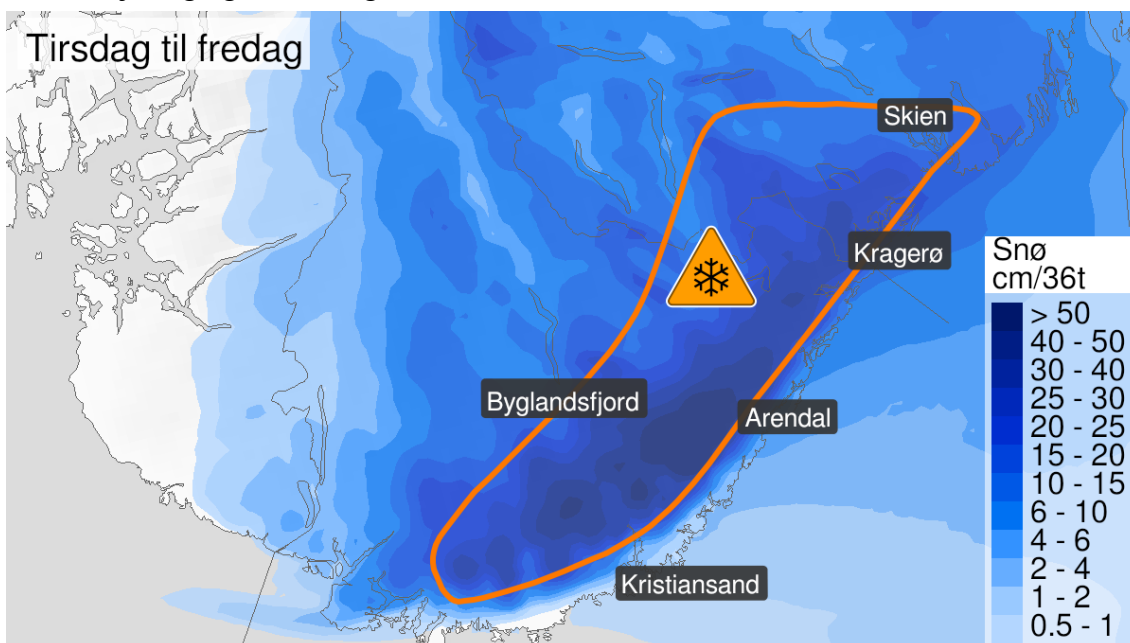 Tirsdag til fredag
Skien
Kragerø
Byglandsfjord
Arendal
Kristiansand
Snø
cm/36t
> 50
40 - 50
30 - 40
25 - 30
20 - 25
15 - 20
10 - 15
6 - 10
4 - 6
2 - 4
1 - 2
0.5 - 1